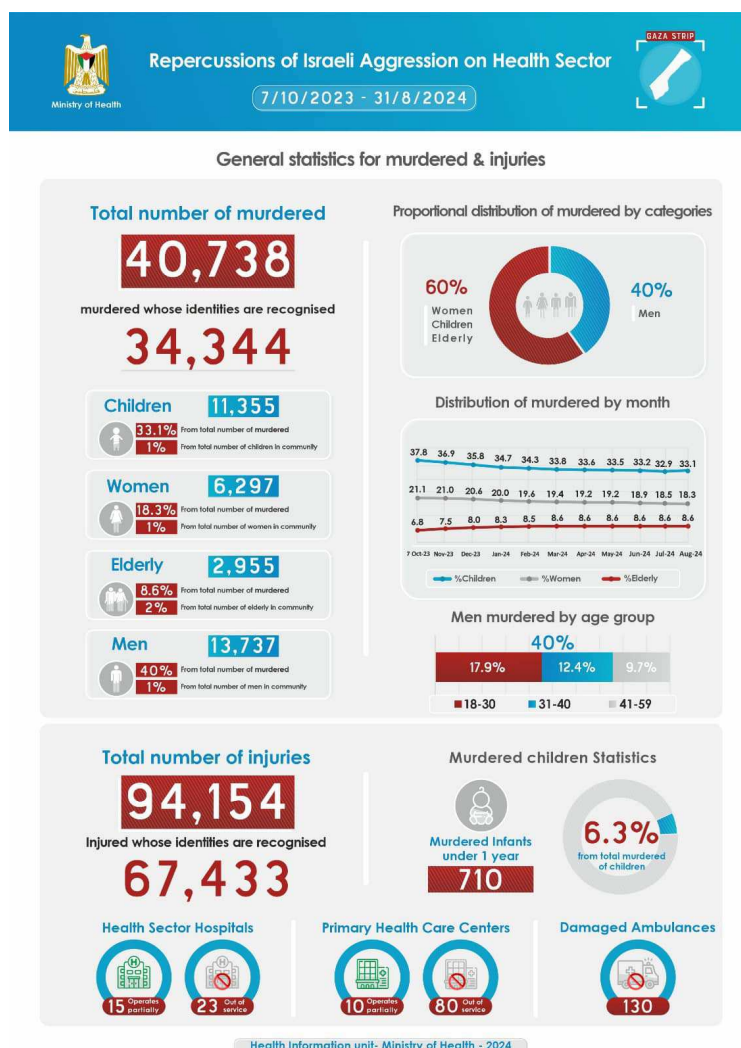 Ministry of Health
Repercussions of Israeli Aggression on Health Sector
7/10/2023 - 31/8/2024
GAZA STRIP
General statistics for murdered & injuries
Total number of murdered
40,738
murdered whose identities are recognised
34,344
Children 11,355
33.1% From total number of murdered
1% From total number of children in community
Women 6,297
18.3% From total number of murdered
1% From total number of women in community
Elderly 2,955
8.6% From total number of murdered
2% From total number of elderly in community
Men 13,737
40% From total number of murdered
1% From total number of men in community
Proportional distribution of murdered by categories
60%
Women
Children
Elderly
40%
Men
Distribution of murdered by month
37.8 36.9 35.8 34.7 34.3 33.8 33.6 33.5 33.2 32.9 33.1
21.1 21.0 20.6 20.0 19.6 19.4 19.2 19.2 18.9 18.5 18.3
6.8 7.5 8.0 8.3 8.5 8.6 8.6 8.6 8.6 8.6 8.6
7 Oct-23 Nov-23 Dec-23 Jan-24 Feb-24 Mar-24 Apr-24 May-24 Jun-24 Jul-24 Aug-24
%Children %Women %Elderly
Men murdered by age group
40%
17.9% 12.4% 9.7%
18-30 31-40 41-59
Total number of injuries
94,154
Injured whose identities are recognised
67,433
Murdered children Statistics
Murdered Infants
under 1 year
710
6.3%
from total murdered
of children
Health Sector Hospitals
15 Operates partially
23 Out of service
Primary Health Care Centers
10 Operates partially
80 Out of service
Damaged Ambulances
130
Health Information unit- Ministry of Health - 2024